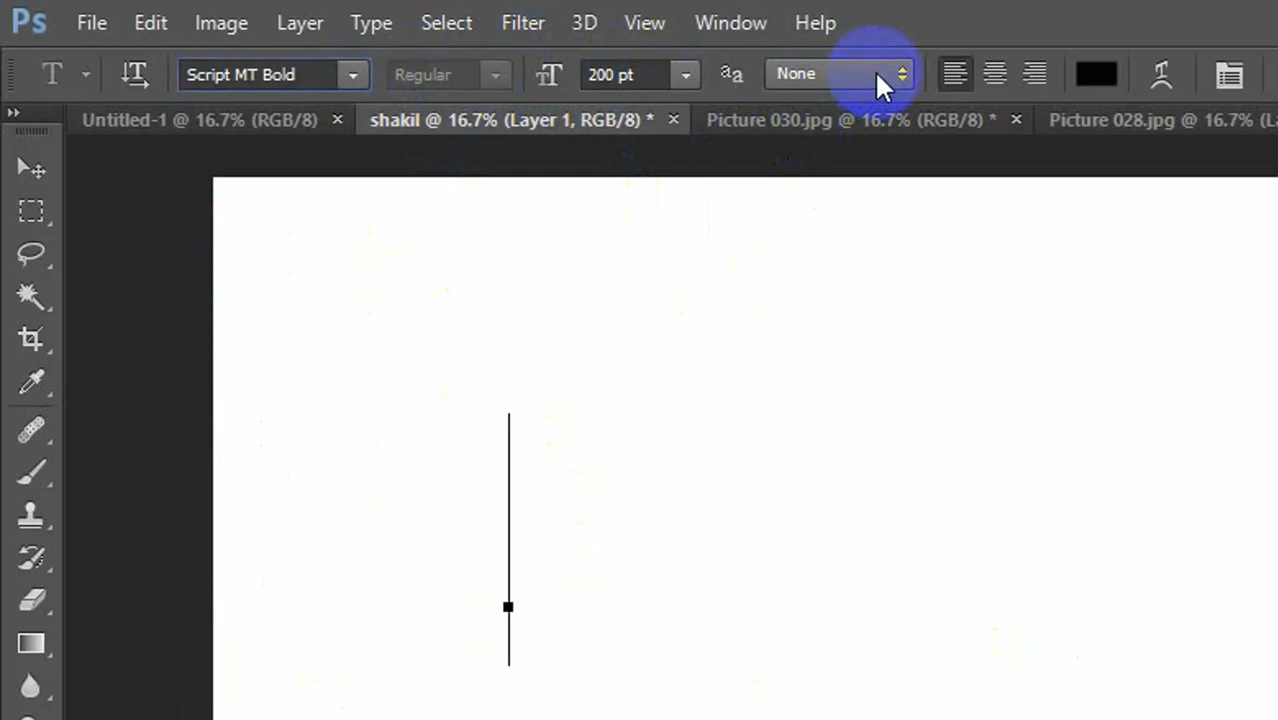 Ps File Edit Image Layer Type Select Filter 3D View Window Help
T T Script MT Bold Regular TT 200 pt aa None
Untitled-1 @ 16.7% (RGB/8) × shakil @ 16.7% (Layer 1, RGB/8) * × Picture 030.jpg @ 16.7% (RGB/8) * × Picture 028.jpg @ 16.7% (L